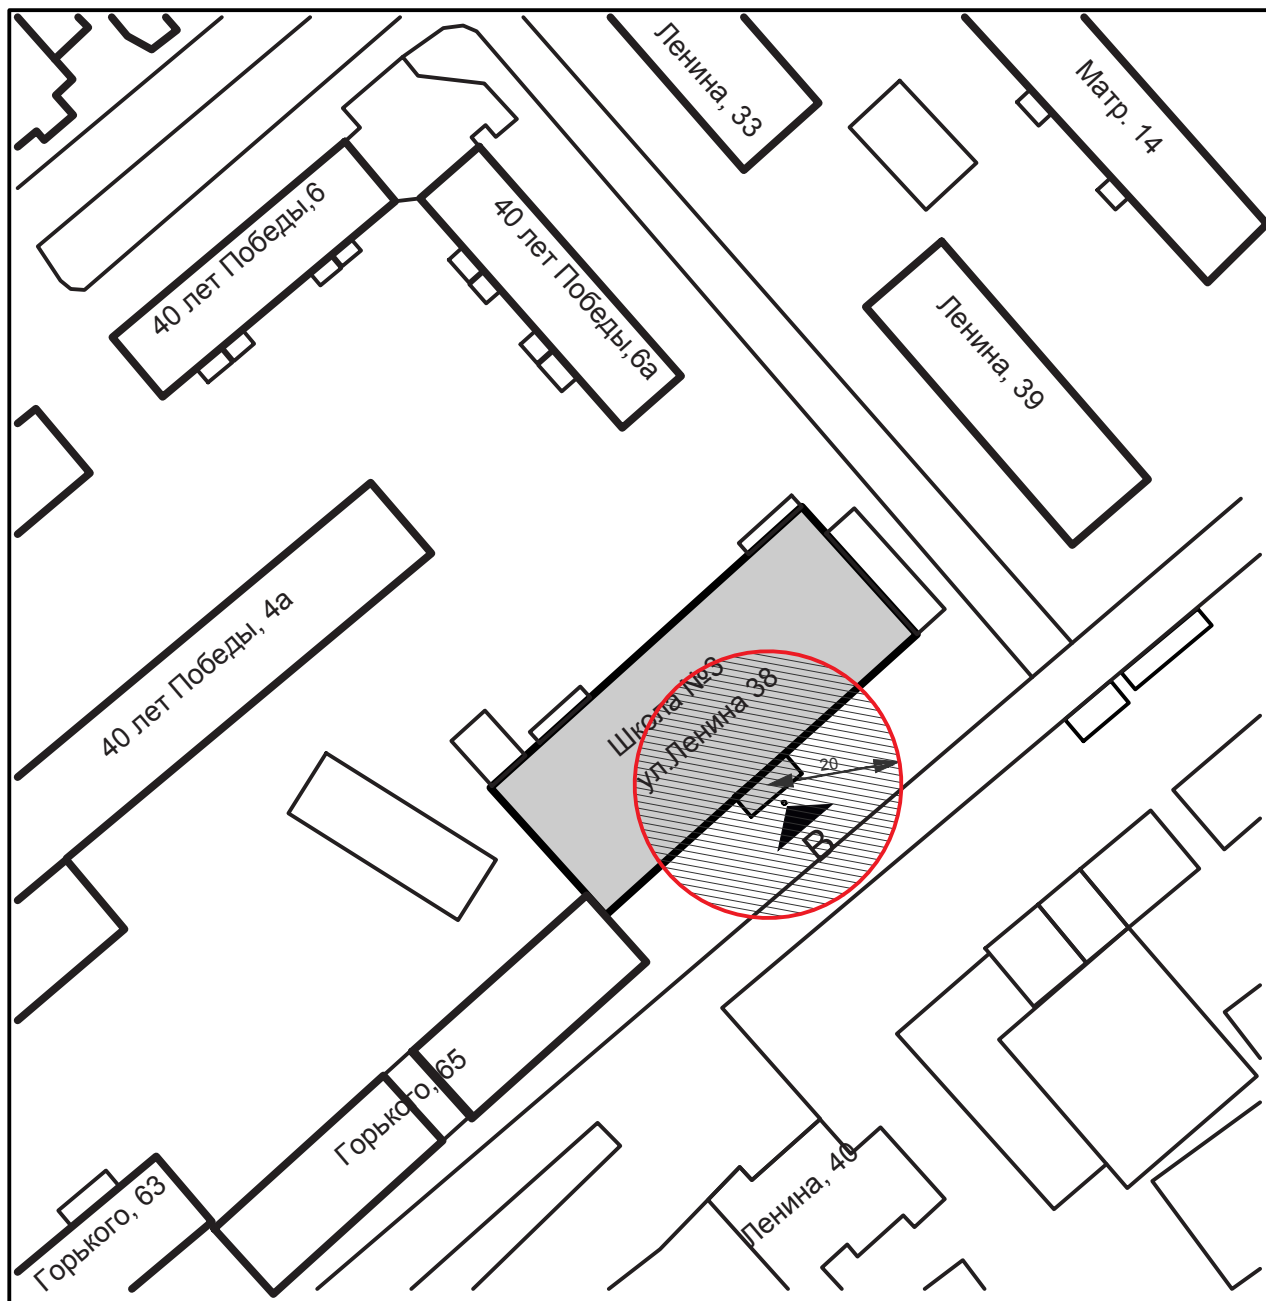 Ленина, 33
Матр. 14
40 лет Победы,6
40 лет Победы,6а
Ленина, 39
40 лет Победы, 4а
Школа №3
ул.Ленина 38
20
В
Горького, 65
Ленина, 40
Горького, 63